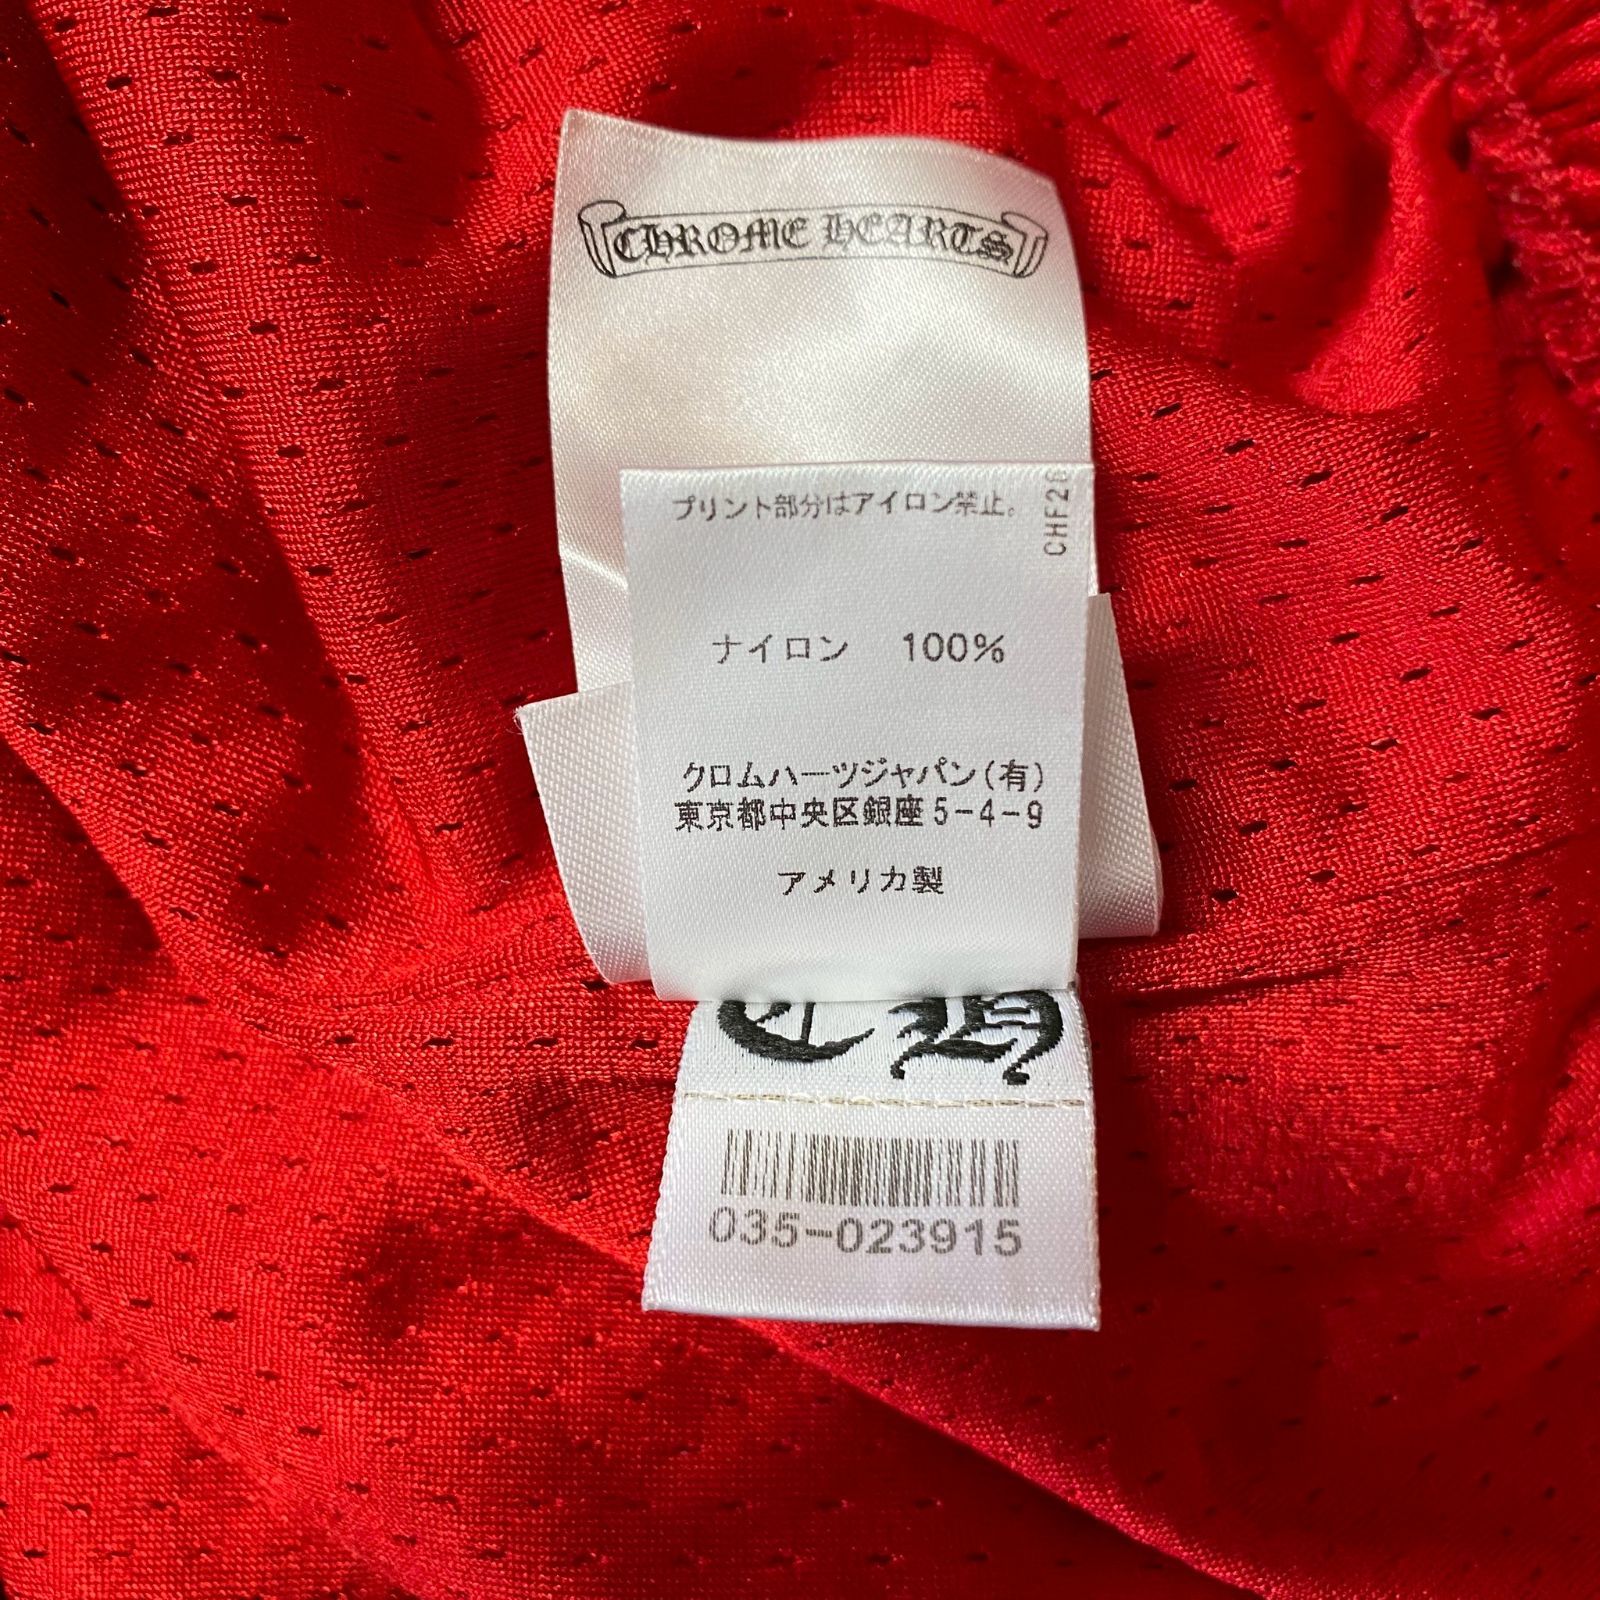 CHROME HEARTS
プリント部分はアイロン禁止。
ナイロン 100%
クロムハーツジャパン(有)
東京都中央区銀座5-4-9
アメリカ製
CH
035-023915